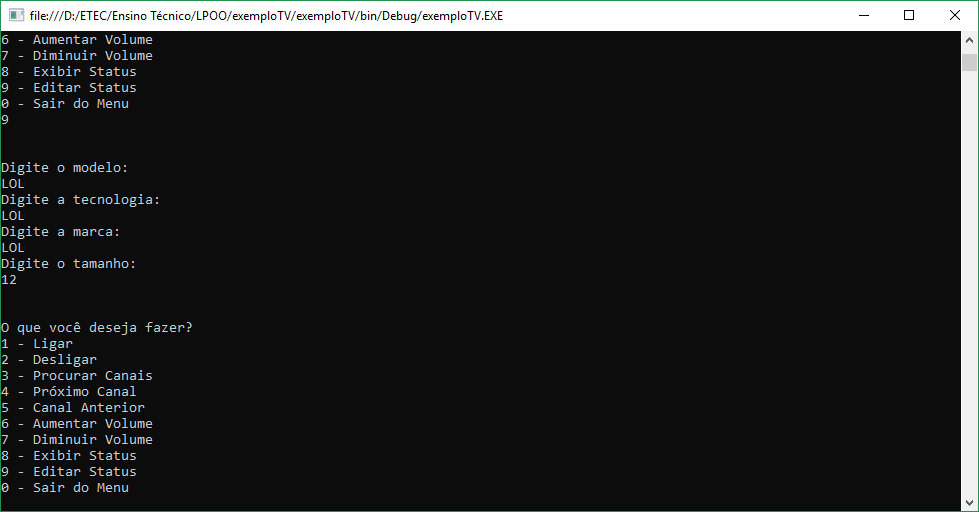 file:///D:/ETEC/Ensino Técnico/LPOO/exemploTV/exemploTV/bin/Debug/exemploTV.EXE
6 - Aumentar Volume
7 - Diminuir Volume
8 - Exibir Status
9 - Editar Status
0 - Sair do Menu
9
Digite o modelo:
LOL
Digite a tecnologia:
LOL
Digite a marca:
LOL
Digite o tamanho:
12
O que você deseja fazer?
1 - Ligar
2 - Desligar
3 - Procurar Canais
4 - Próximo Canal
5 - Canal Anterior
6 - Aumentar Volume
7 - Diminuir Volume
8 - Exibir Status
9 - Editar Status
0 - Sair do Menu